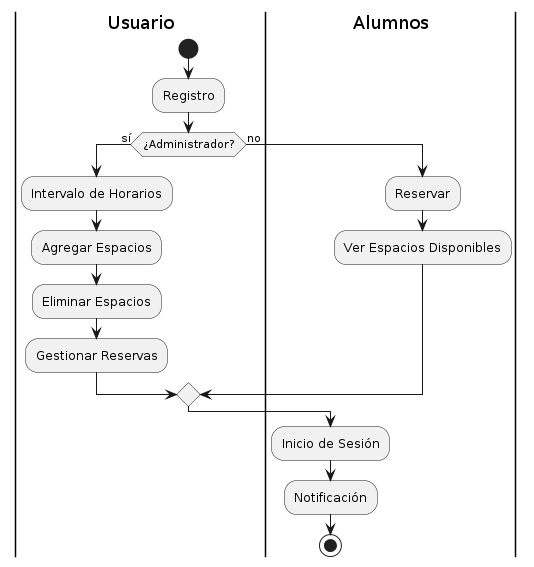 Usuario
Alumnos
Registro
¿Administrador?
sí
no
Intervalo de Horarios
Agregar Espacios
Eliminar Espacios
Gestionar Reservas
Reservar
Ver Espacios Disponibles
Inicio de Sesión
Notificación